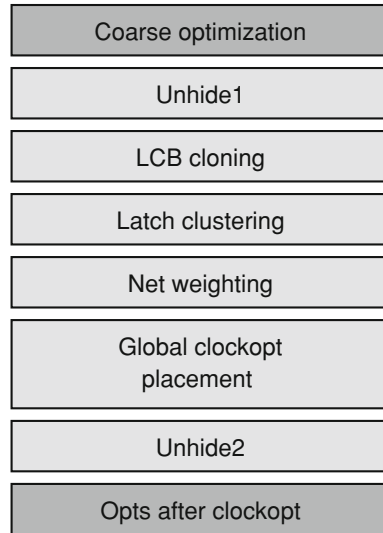 Coarse optimization
Unhide1
LCB cloning
Latch clustering
Net weighting
Global clockopt
placement
Unhide2
Opts after clockopt